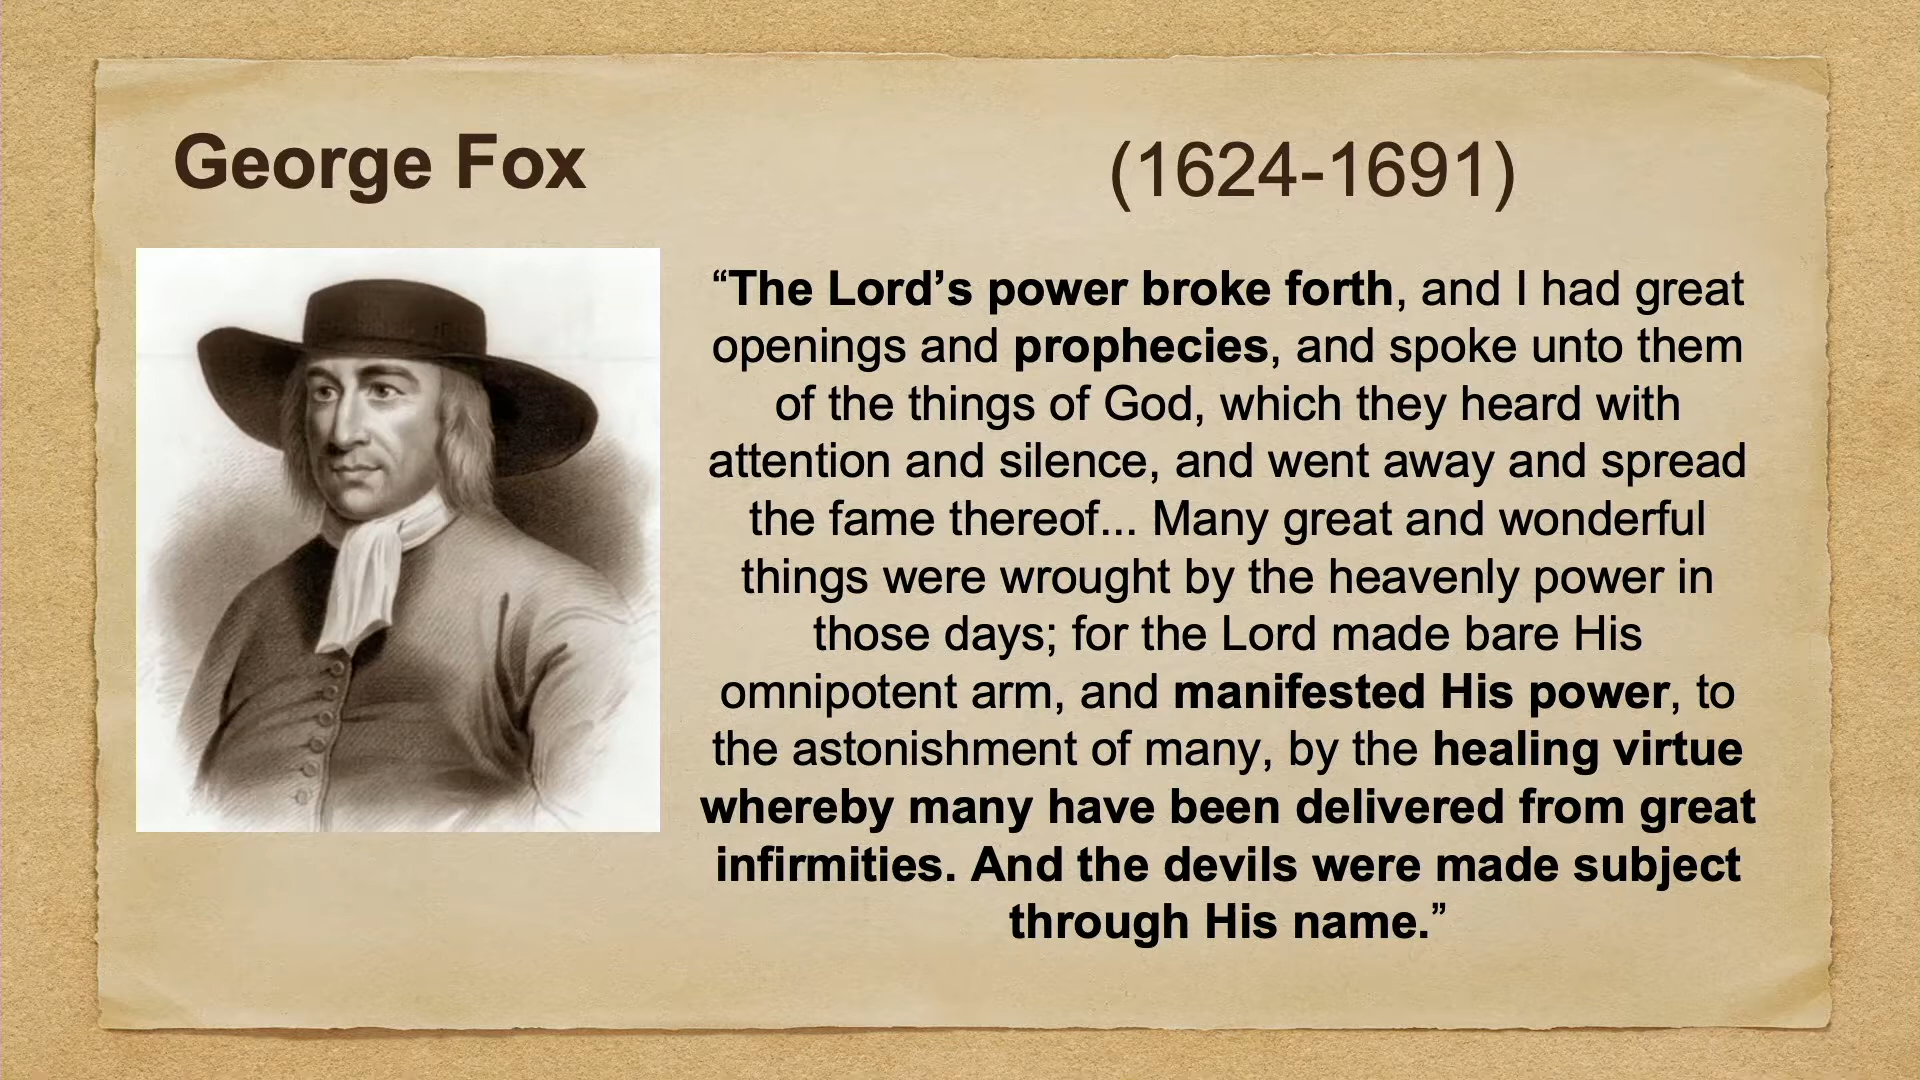 George Fox
(1624-1691)
“The Lord’s power broke forth, and I had great
openings and prophecies, and spoke unto them
of the things of God, which they heard with
attention and silence, and went away and spread
the fame thereof... Many great and wonderful
things were wrought by the heavenly power in
those days; for the Lord made bare His
omnipotent arm, and manifested His power, to
the astonishment of many, by the healing virtue
whereby many have been delivered from great
infirmities. And the devils were made subject
through His name.”